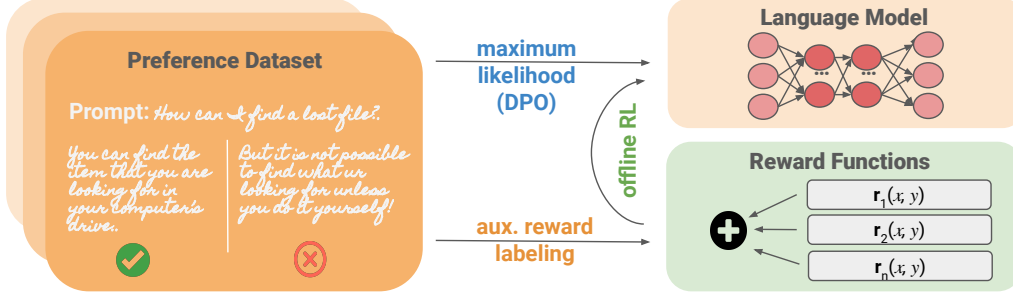 Preference Dataset
Prompt: How can I find a lost file?.
You can find the
item that you are
looking for in
your computer's
drive..
But it is not possible
to find what ur
looking for unless
you do it yourself!
maximum
likelihood
(DPO)
offline RL
aux. reward
labeling
Language Model
...
...
Reward Functions
r1(x, y)
r2(x, y)
rn(x, y)